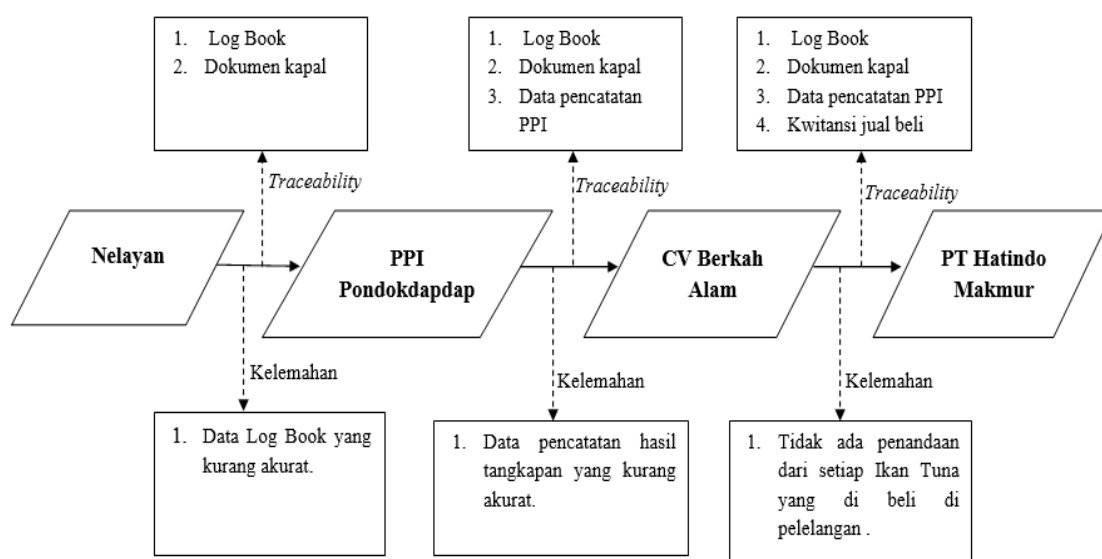 1. Log Book
2. Dokumen kapal
1. Log Book
2. Dokumen kapal
3. Data pencatatan
PPI
1. Log Book
2. Dokumen kapal
3. Data pencatatan PPI
4. Kwitansi jual beli
Traceability
Traceability
Traceability
Nelayan
PPI
Pondokdapdap
CV Berkah
Alam
PT Hatindo
Makmur
Kelemahan
Kelemahan
Kelemahan
1. Data Log Book yang
kurang akurat.
1. Data pencatatan hasil
tangkapan yang kurang
akurat.
1. Tidak ada penandaan
dari setiap Ikan Tuna
yang di beli di
pelelangan .